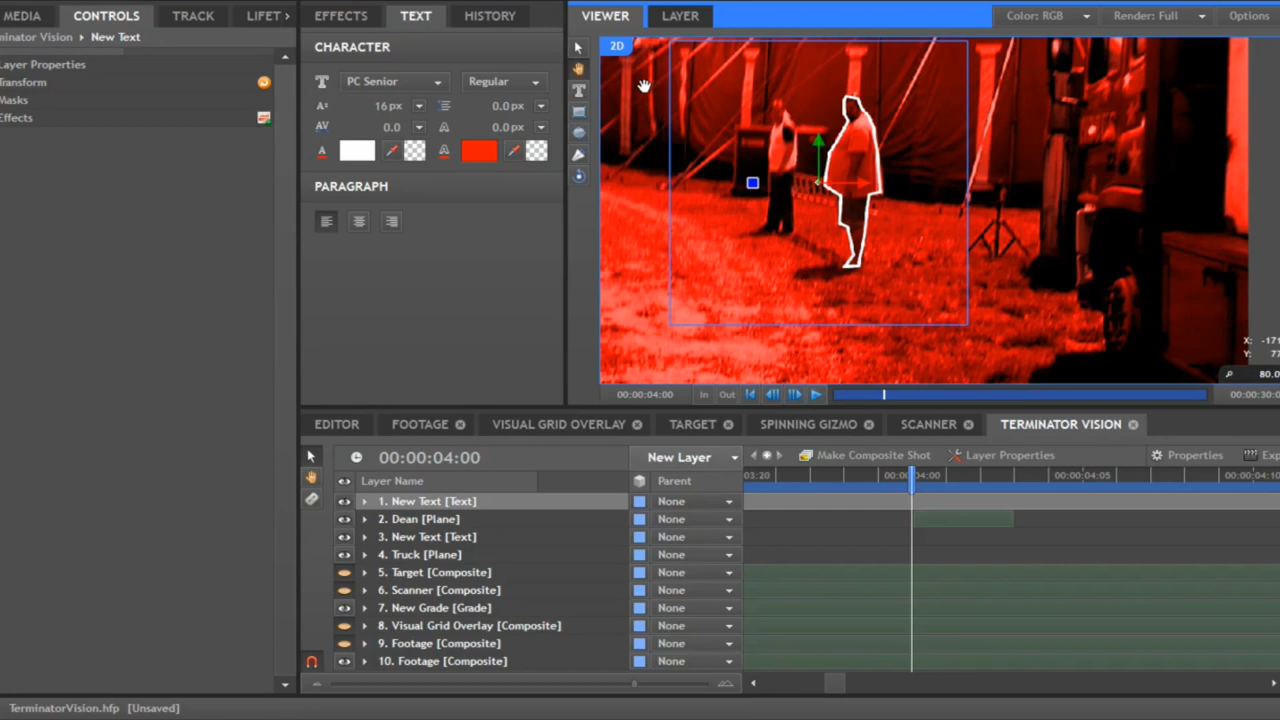 MEDIA CONTROLS TRACK LIFET >
minator Vision New Text
Layer Properties
Transform
Masks
Effects
EFFECTS TEXT HISTORY
CHARACTER
PC Senior Regular
16 px 0.0 px
AV 0.0 A 0.0 px
A A
PARAGRAPH
VIEWER LAYER Color: RGB Render: Full Options
2D
X: -171
Y: 77
80.0
00:00:04:00 In Out 00:00:30:0
EDITOR FOOTAGE VISUAL GRID OVERLAY TARGET SPINNING GIZMO SCANNER TERMINATOR VISION
00:00:04:00 New Layer Make Composite Shot Layer Properties Properties Exp
Layer Name Parent 03:20 00:00:04:00 00:00:04:05 00:00:04:10
1. New Text [Text] None
2. Dean [Plane] None
3. New Text [Text] None
4. Truck [Plane] None
5. Target [Composite] None
6. Scanner [Composite] None
7. New Grade [Grade] None
8. Visual Grid Overlay [Composite] None
9. Footage [Composite] None
10. Footage [Composite] None
TerminatorVision.hfp [Unsaved]